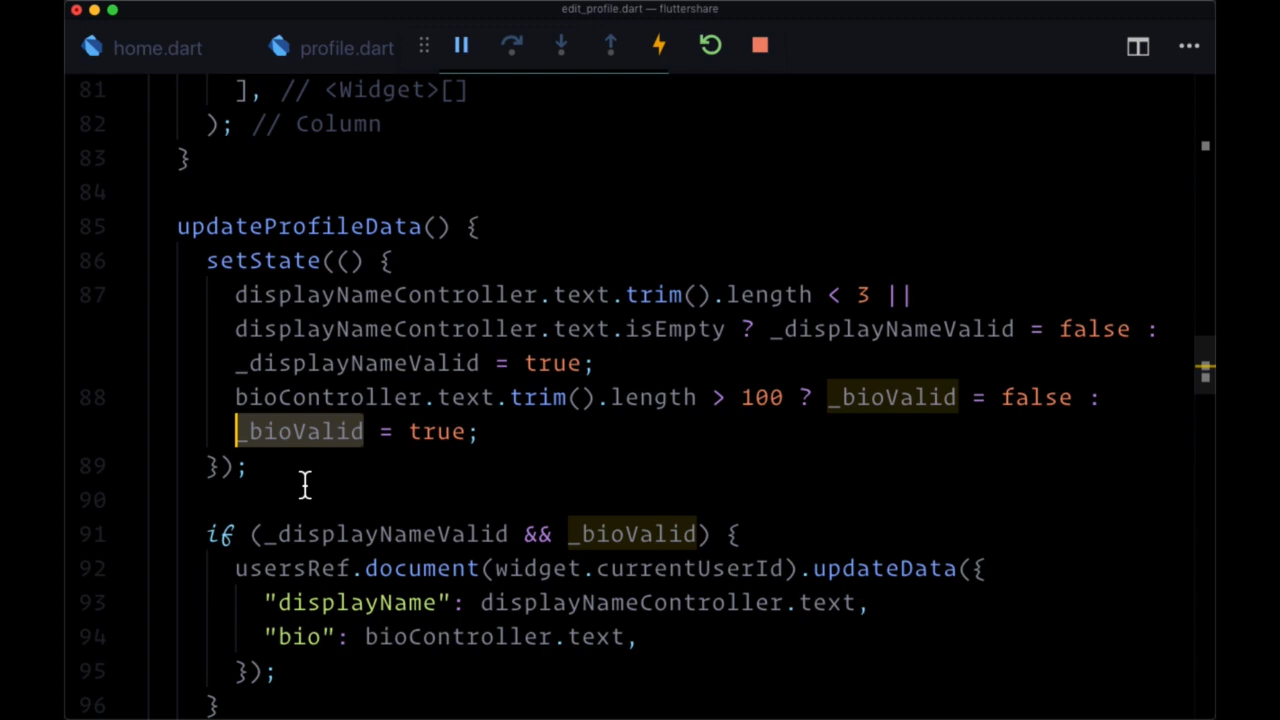 edit_profile.dart — fluttershare
home.dart profile.dart
81 ], // <Widget>[]
82 ); // Column
83 }
84
85 updateProfileData() {
86 setState(() {
87 displayNameController.text.trim().length < 3 ||
displayNameController.text.isEmpty ? _displayNameValid = false :
_displayNameValid = true;
88 bioController.text.trim().length > 100 ? _bioValid = false :
_bioValid = true;
89 });
90
91 if (_displayNameValid && _bioValid) {
92 usersRef.document(widget.currentUserId).updateData({
93 "displayName": displayNameController.text,
94 "bio": bioController.text,
95 });
96 }